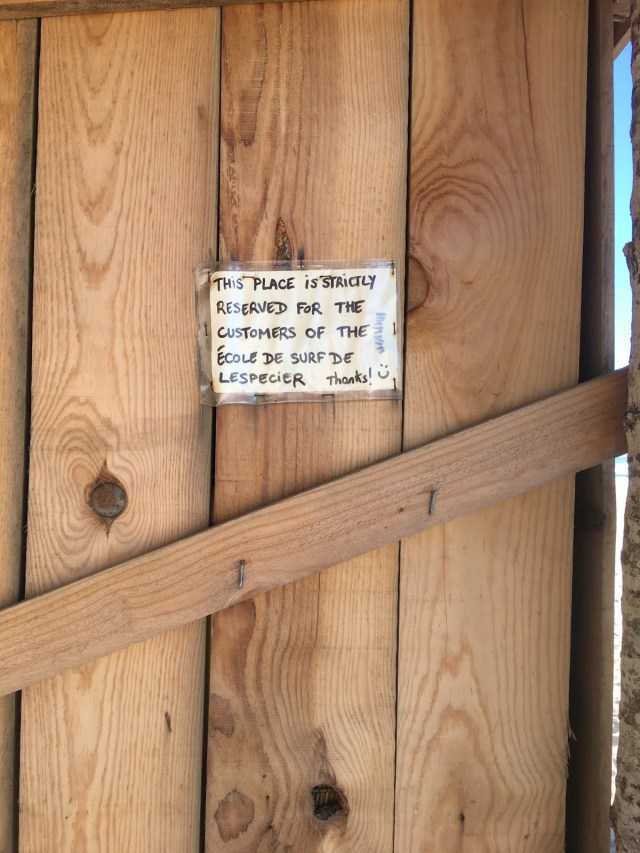 THIS PLACE is STRICTLY
RESERVED FOR THE
CUSTOMERS OF THE
ÉCOLE DE SURF DE
LESPECIER Thanks! :)